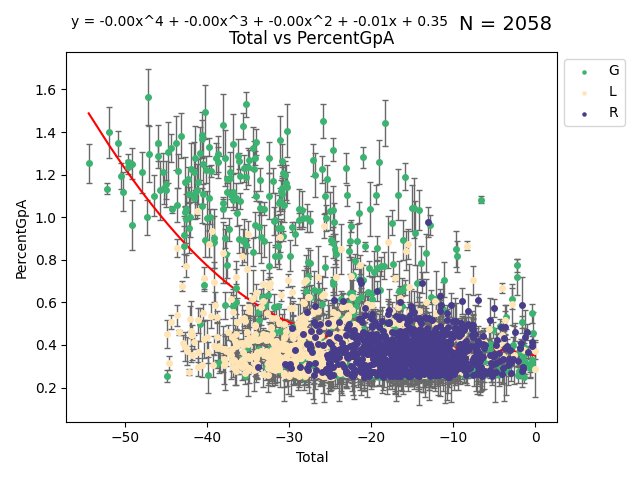 y = -0.00x^4 + -0.00x^3 + -0.00x^2 + -0.01x + 0.35 N = 2058
Total vs PercentGpA
G
L
R
1.6
1.4
1.2
1.0
0.8
0.6
0.4
0.2
PercentGpA
−50 −40 −30 −20 −10 0
Total